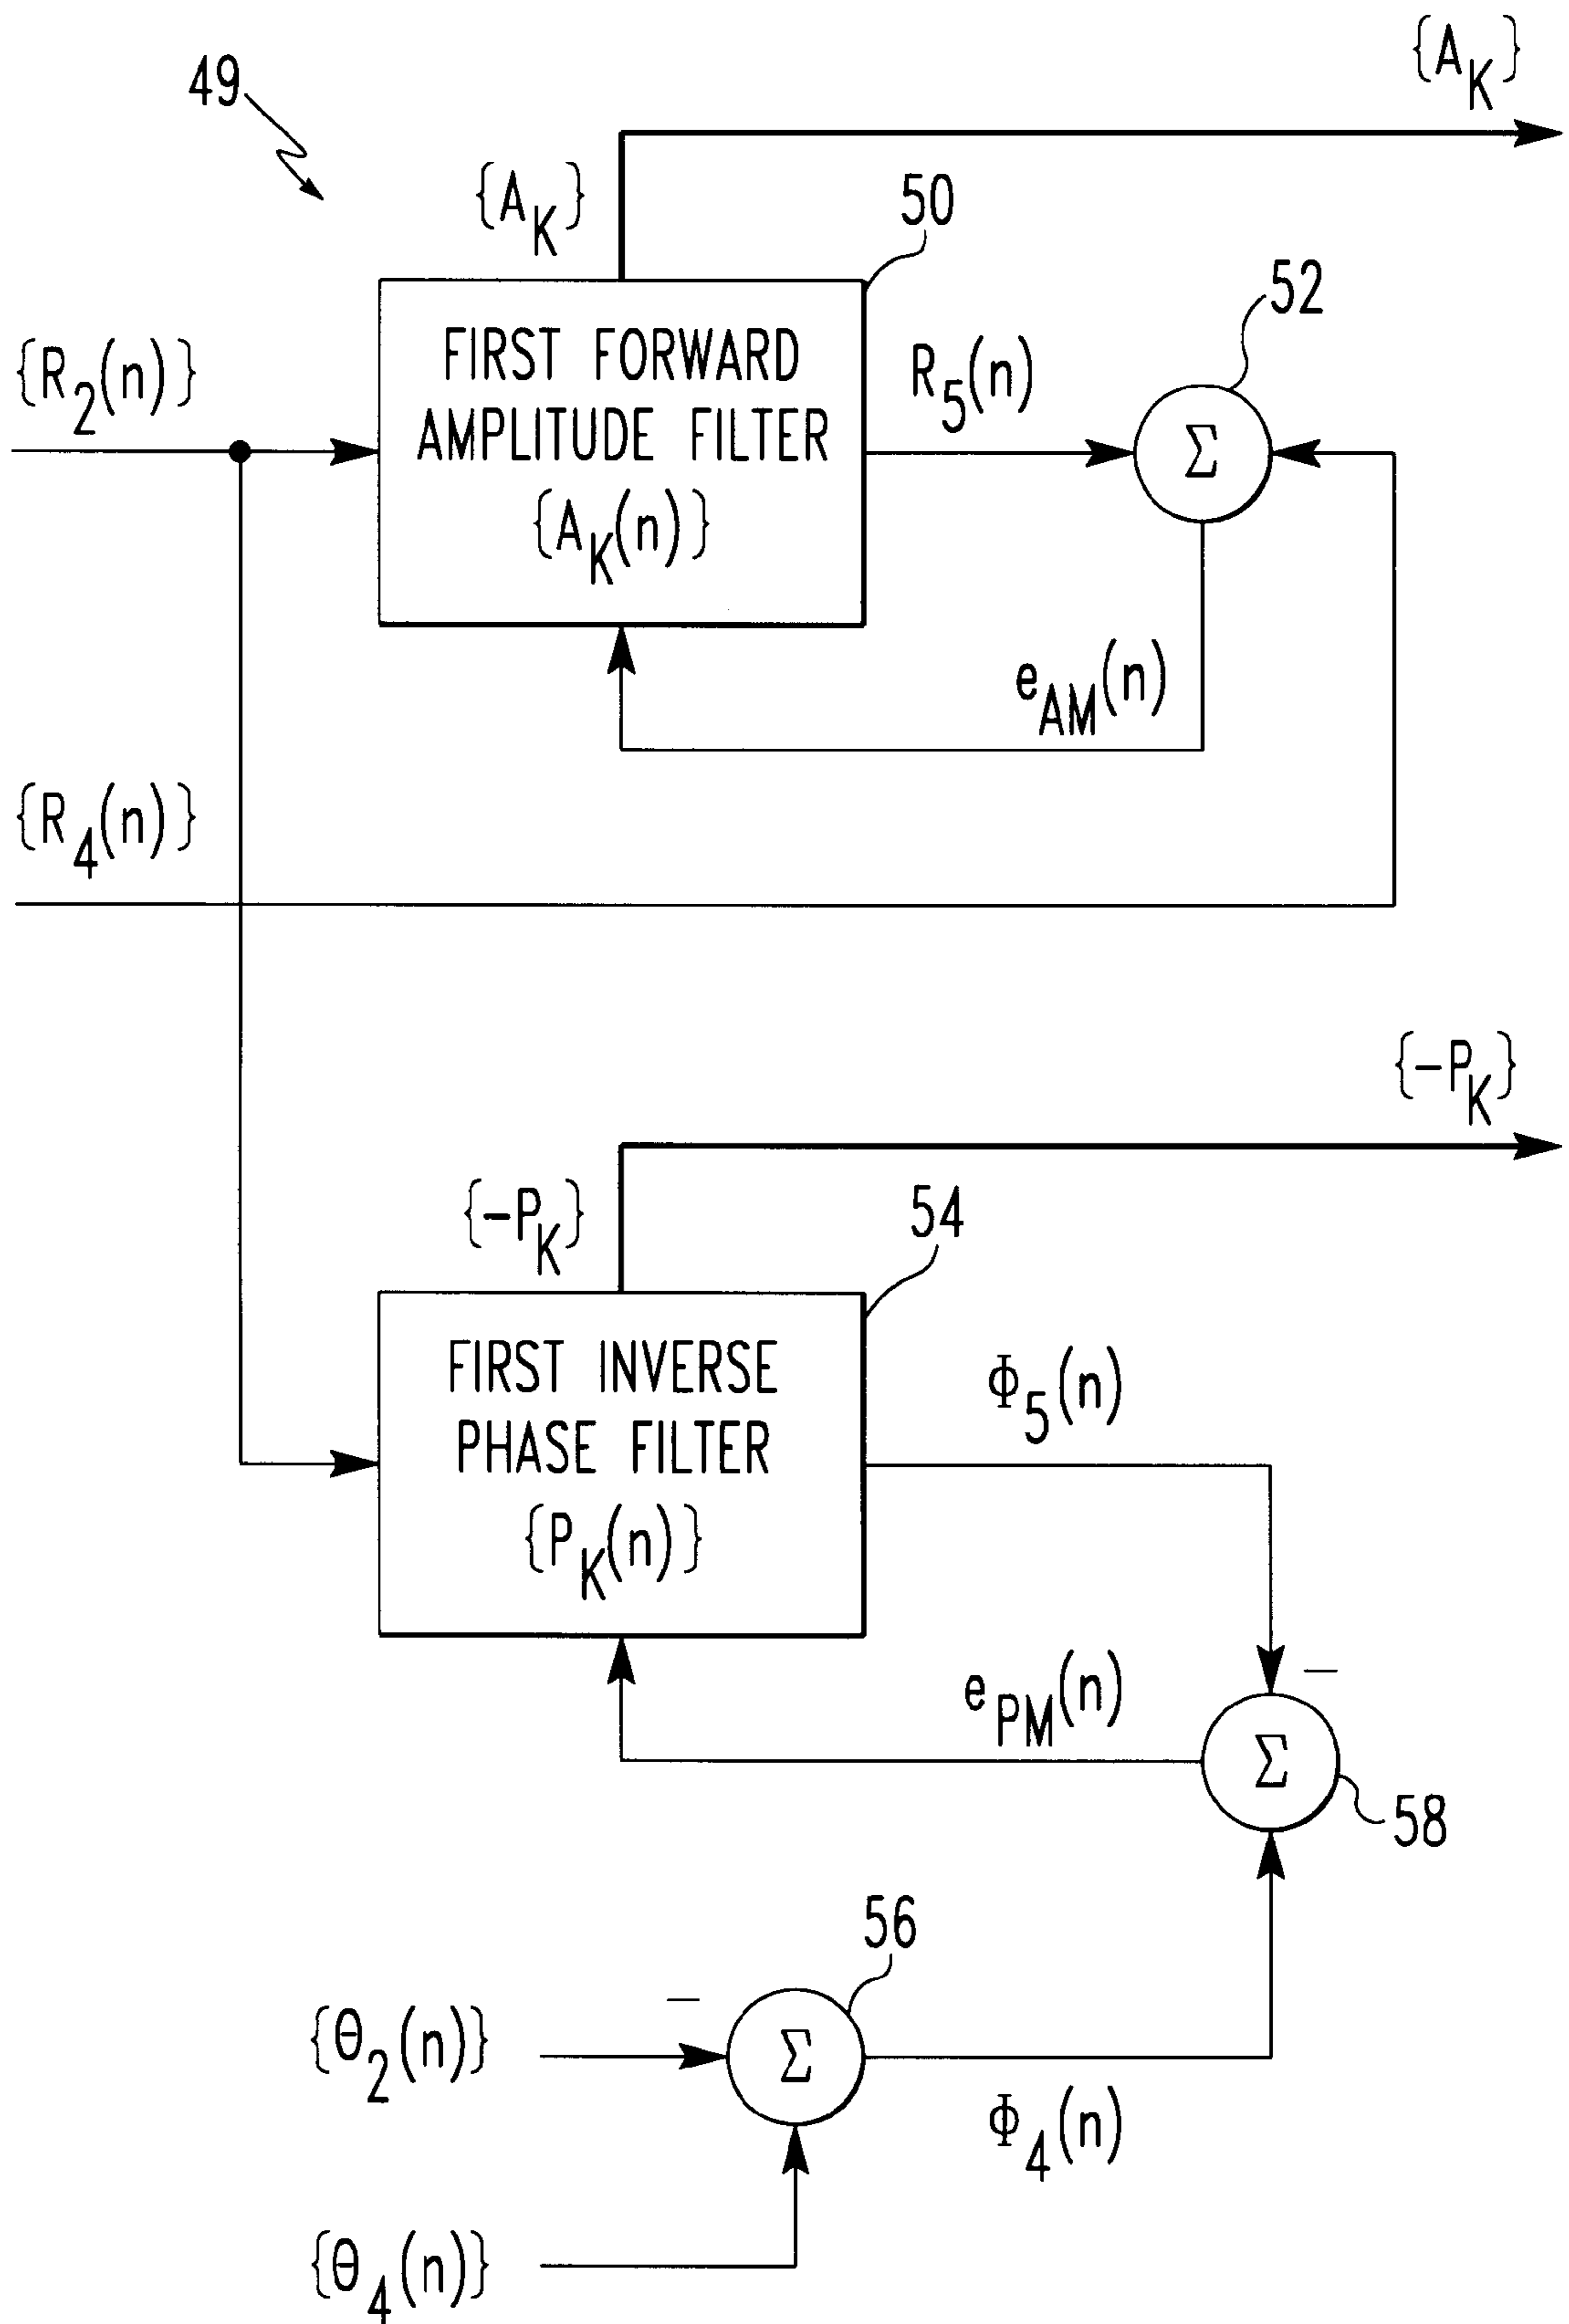 {A_K}
49
{A_K}
50
52
{R_2(n)}
FIRST FORWARD
AMPLITUDE FILTER
{A_K(n)}
R_5(n)
Σ
e_AM(n)
{R_4(n)}
{-P_K}
{-P_K}
54
FIRST INVERSE
PHASE FILTER
{P_K(n)}
Φ_5(n)
−
e_PM(n)
Σ
58
56
−
{θ_2(n)}
Σ
Φ_4(n)
{θ_4(n)}